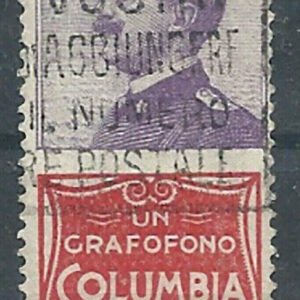 AGGIUNGERE
IL NUMERO
POSTALE
UN
GRAFOFONO
COLUMBIA